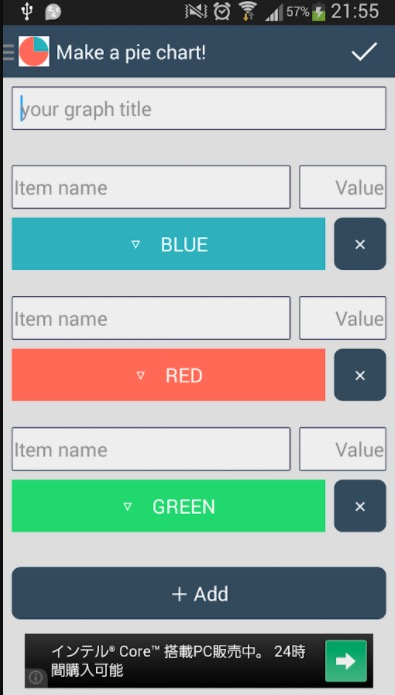 57% 21:55
Make a pie chart!
your graph title
Item name Value
▽ BLUE ×
Item name Value
▽ RED ×
Item name Value
▽ GREEN ×
+ Add
インテル® Core™ 搭載PC販売中。 24時
間購入可能